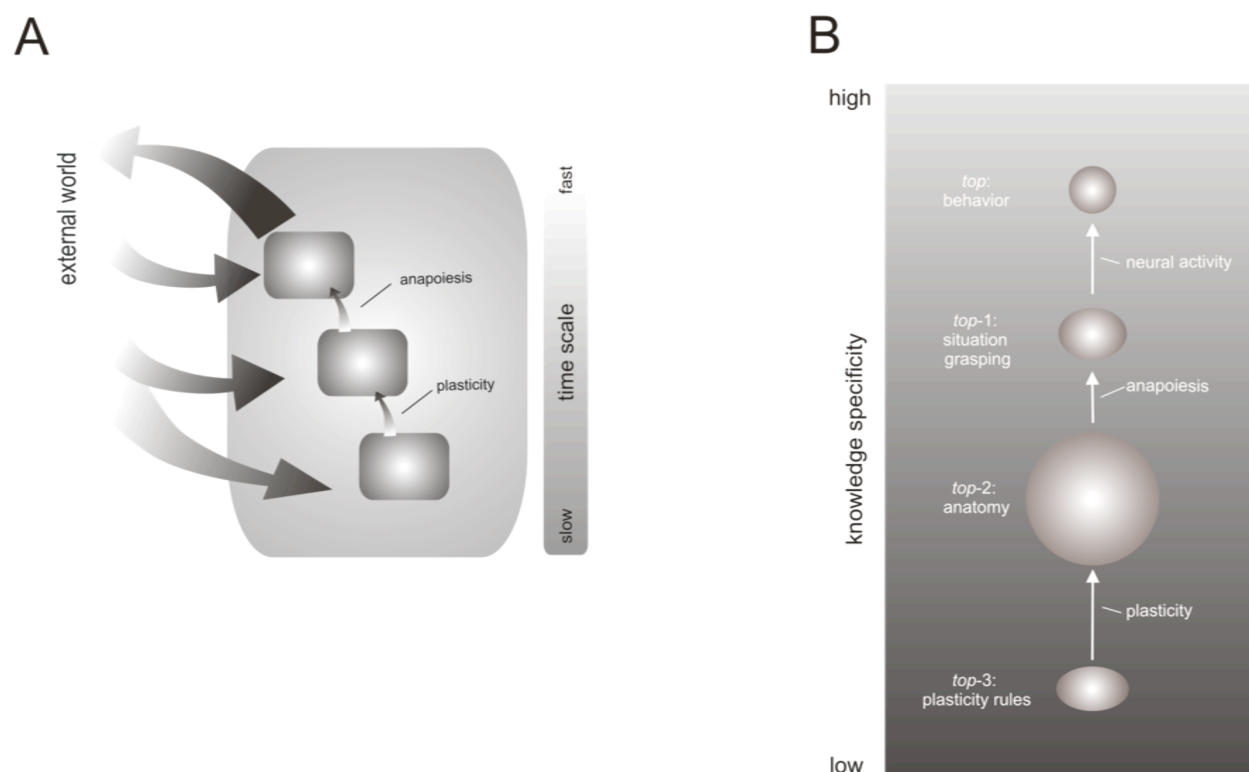 A
external world
anapoiesis
plasticity
fast
time scale
slow
B
high
knowledge specificity
low
top:
behavior
neural activity
top-1:
situation
grasping
anapoiesis
top-2:
anatomy
plasticity
top-3:
plasticity rules